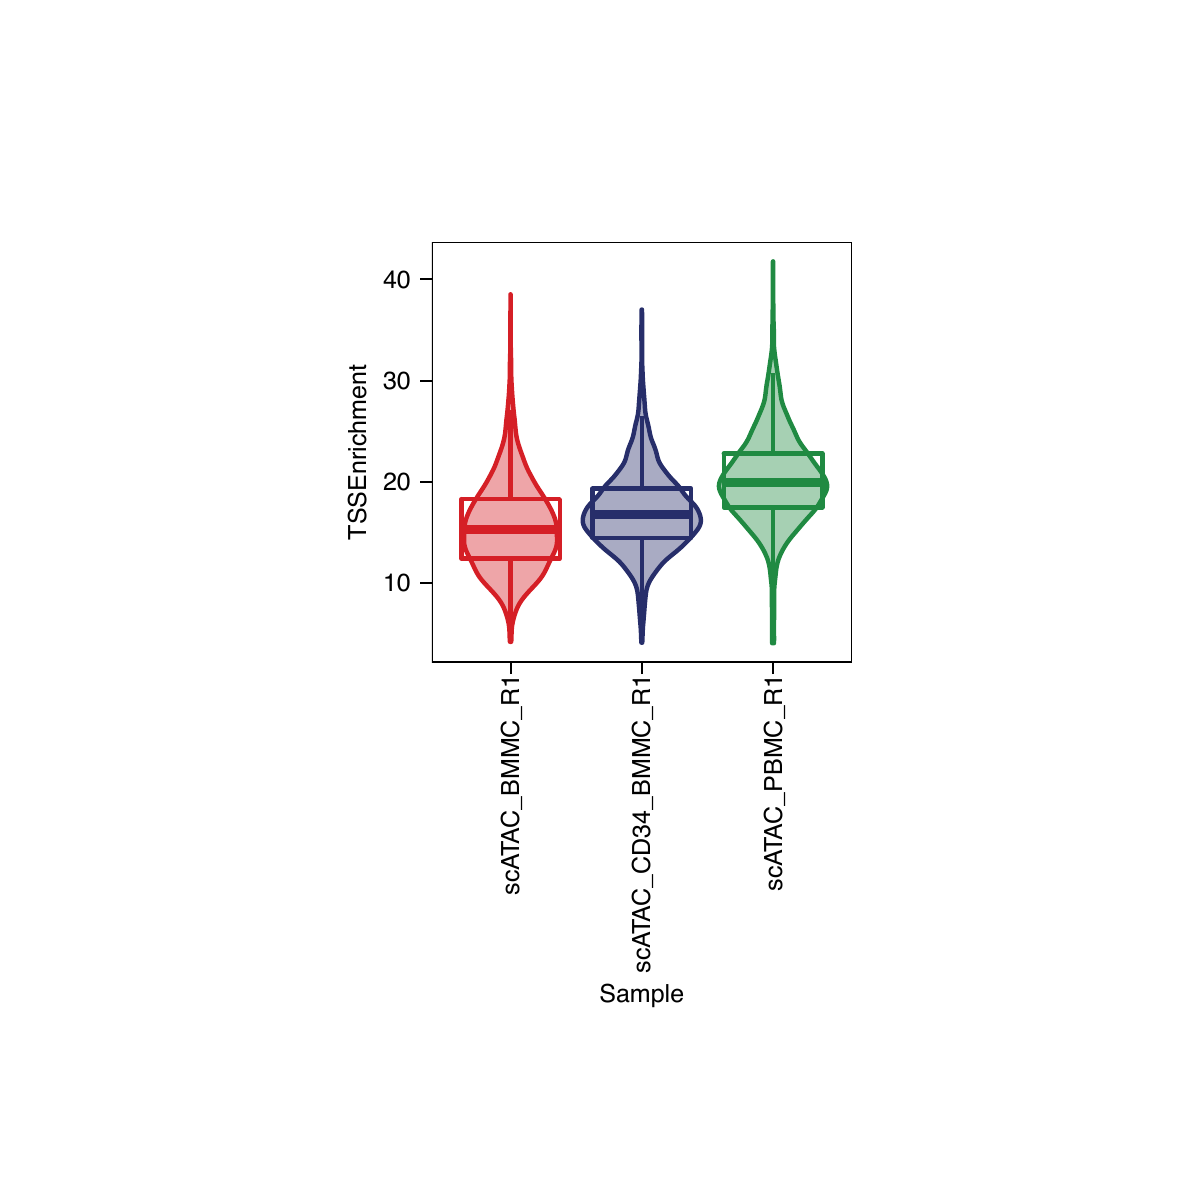 TSSEnrichment
40
30
20
10
scATAC_BMMC_R1
scATAC_CD34_BMMC_R1
scATAC_PBMC_R1
Sample